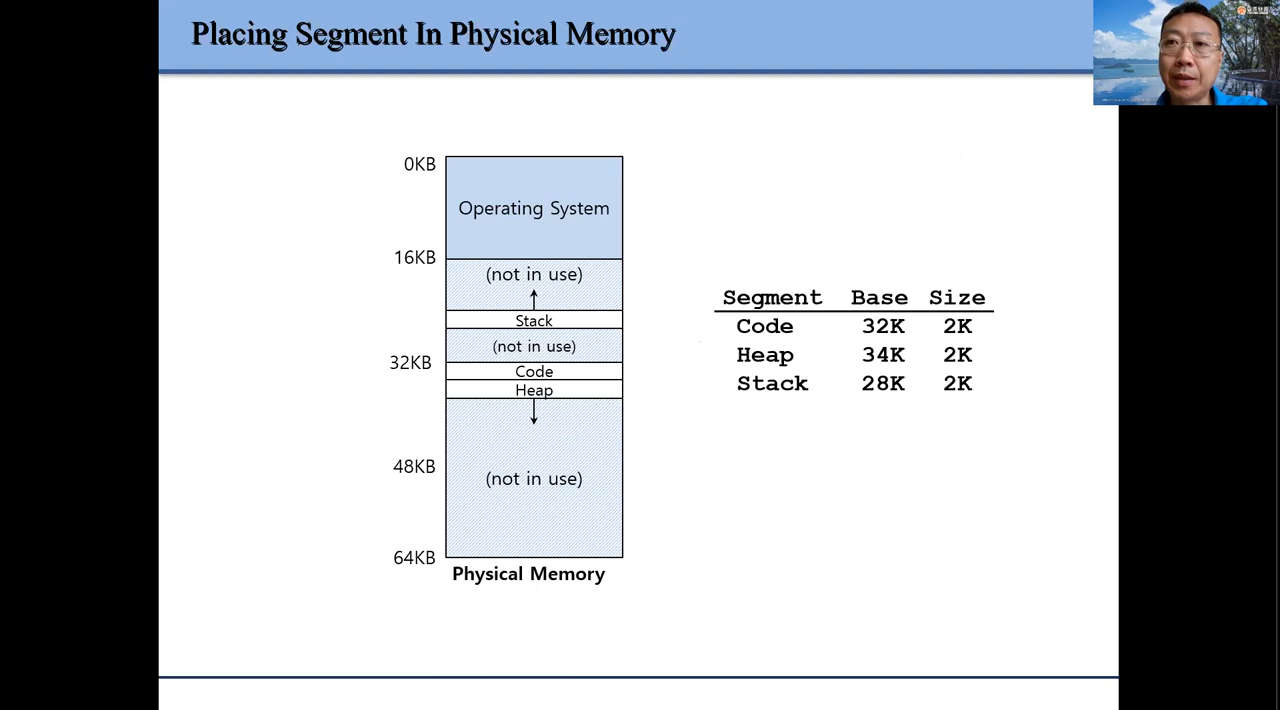 Placing Segment In Physical Memory
0KB
Operating System
16KB
(not in use)
Stack
(not in use)
32KB
Code
Heap
48KB
(not in use)
64KB
Physical Memory
Segment Base Size
Code 32K 2K
Heap 34K 2K
Stack 28K 2K